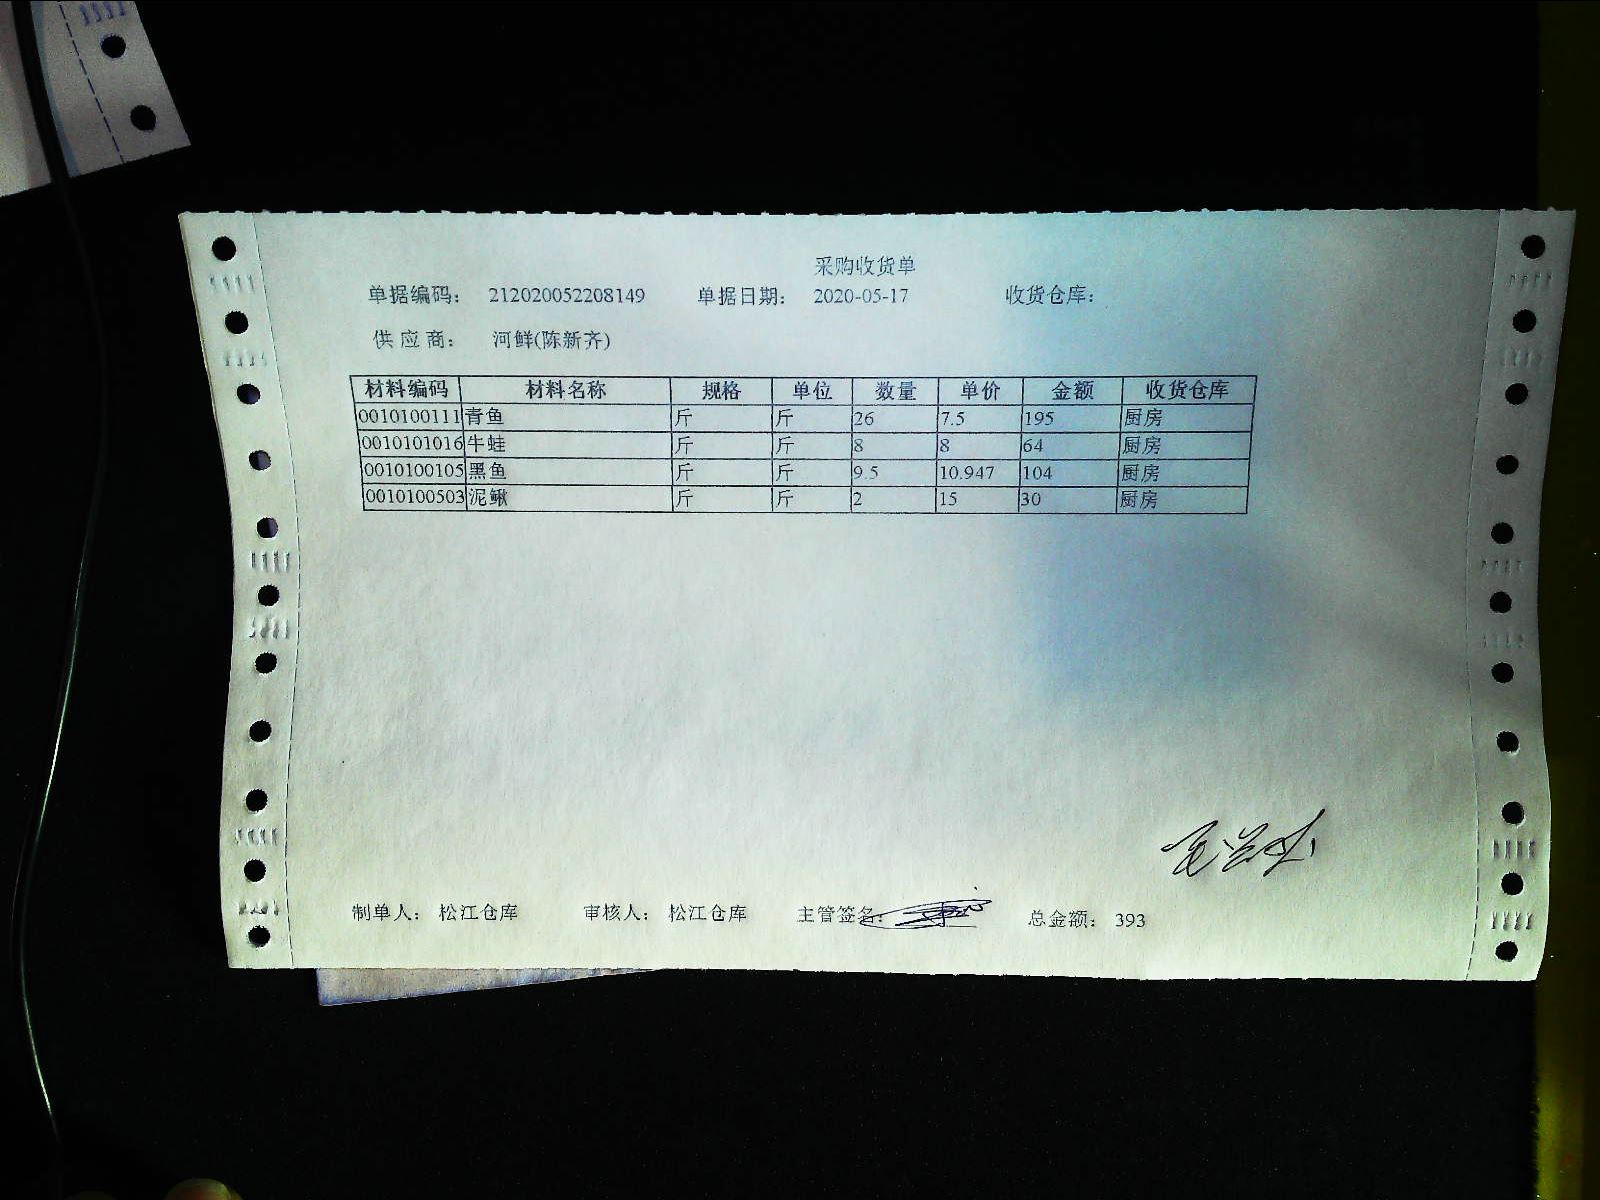 采购收货单
单据编码： 212020052208149 单据日期： 2020-05-17 收货仓库：
供 应 商： 河鲜(陈新齐)
材料编码 材料名称 规格 单位 数量 单价 金额 收货仓库
0010100111 青鱼 斤 斤 26 7.5 195 厨房
0010101016 牛蛙 斤 斤 8 8 64 厨房
0010100105 黑鱼 斤 斤 9.5 10.947 104 厨房
0010100503 泥鳅 斤 斤 2 15 30 厨房
制单人： 松江仓库 审核人： 松江仓库 主管签名： 总金额： 393